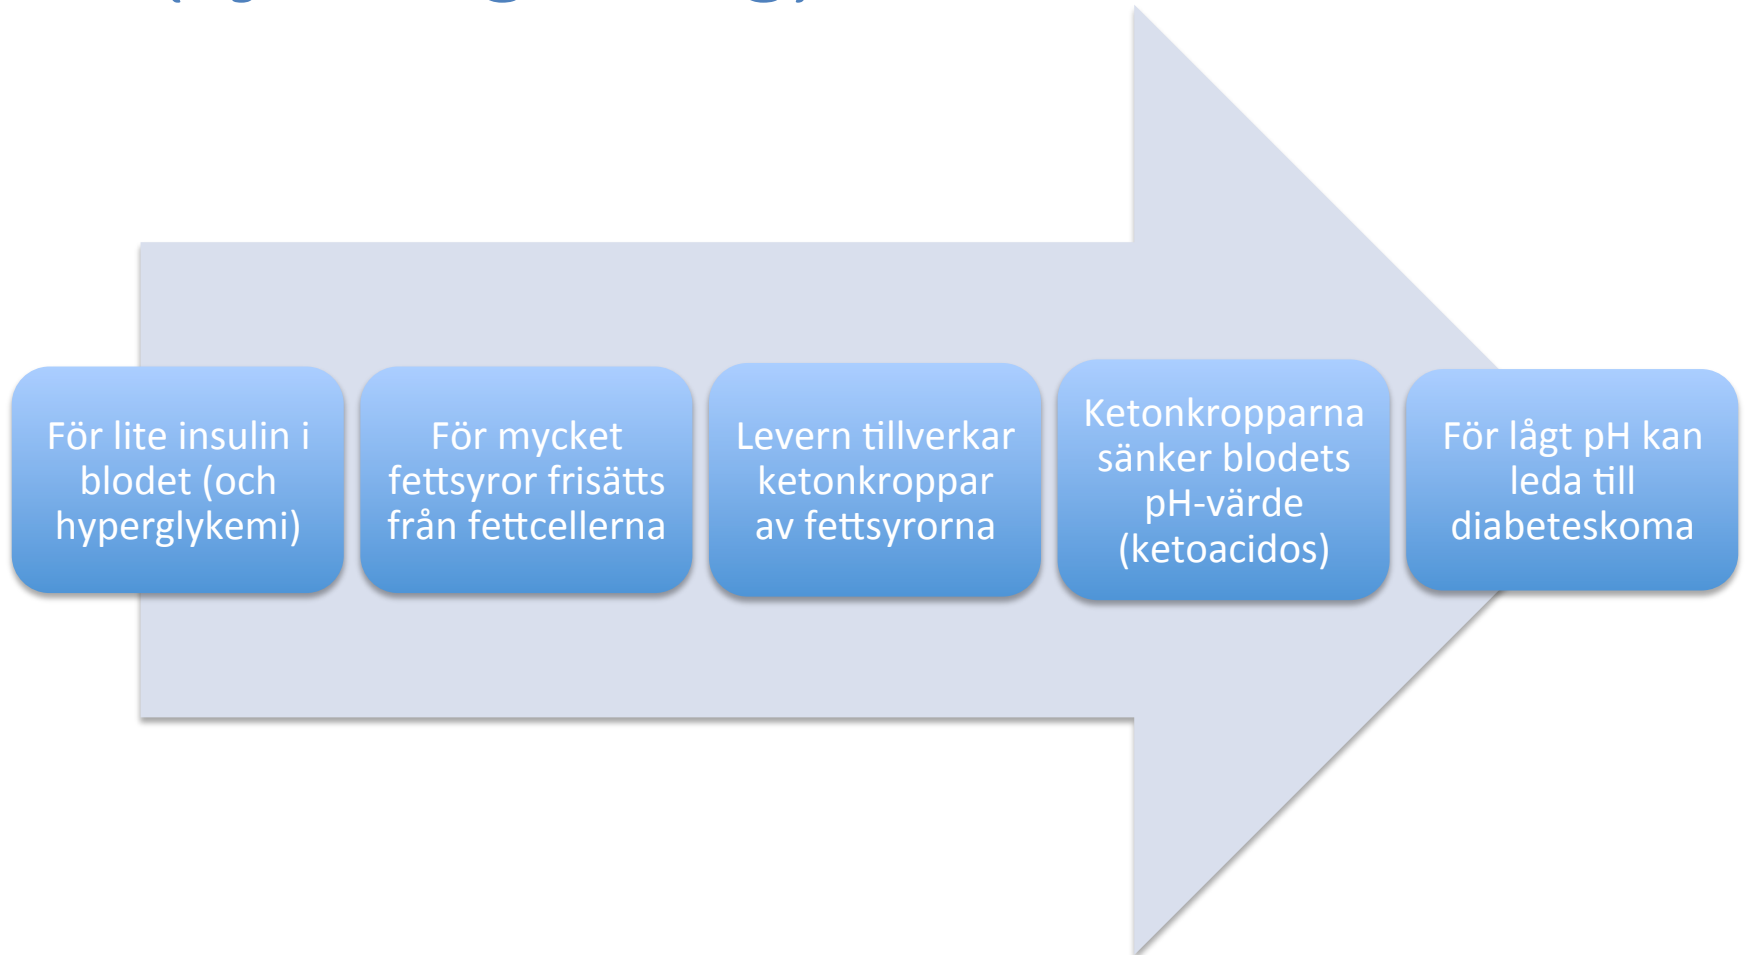 För lite insulin i
blodet (och
hyperglykemi)
För mycket
fettsyror frisätts
från fettcellerna
Levern tillverkar
ketonkroppar
av fettsyrorna
Ketonkropparna
sänker blodets
pH-värde
(ketoacidos)
För lågt pH kan
leda till
diabeteskoma